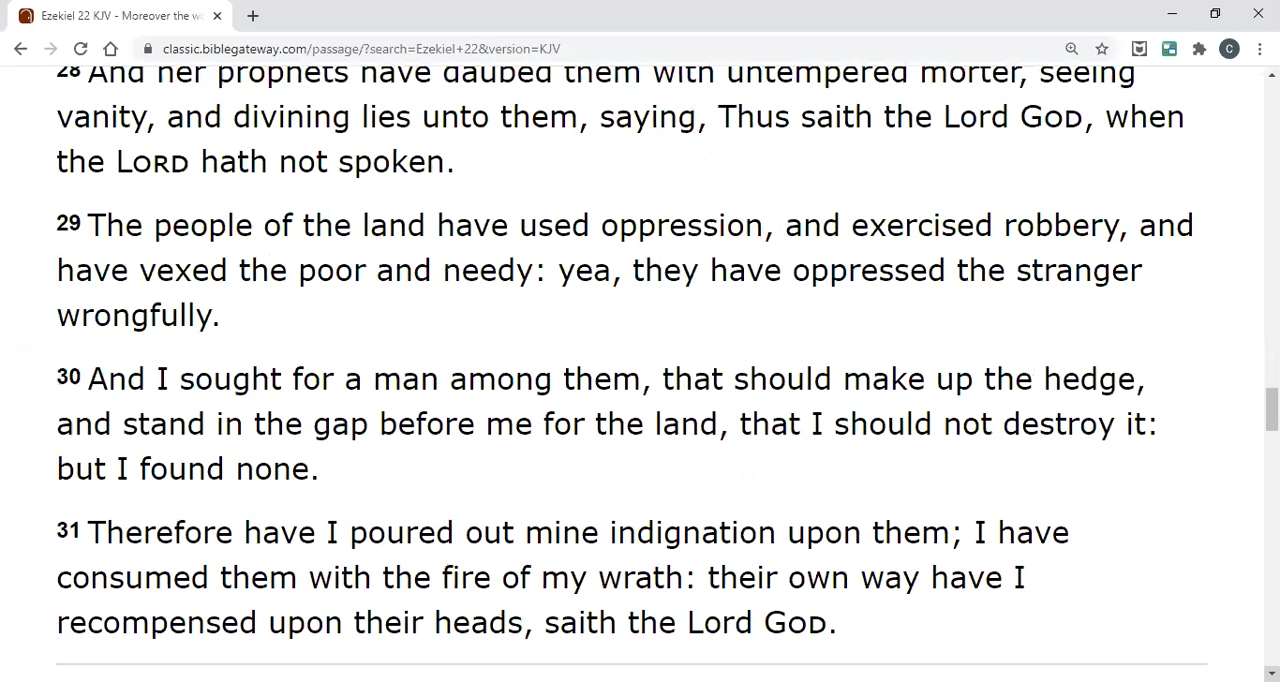 Ezekiel 22 KJV - Moreover the wo
classic.biblegateway.com/passage/?search=Ezekiel+22&version=KJV
C
28 And her prophets have daubed them with untempered morter, seeing
vanity, and divining lies unto them, saying, Thus saith the Lord GOD, when
the LORD hath not spoken.
29 The people of the land have used oppression, and exercised robbery, and
have vexed the poor and needy: yea, they have oppressed the stranger
wrongfully.
30 And I sought for a man among them, that should make up the hedge,
and stand in the gap before me for the land, that I should not destroy it:
but I found none.
31 Therefore have I poured out mine indignation upon them; I have
consumed them with the fire of my wrath: their own way have I
recompensed upon their heads, saith the Lord GOD.